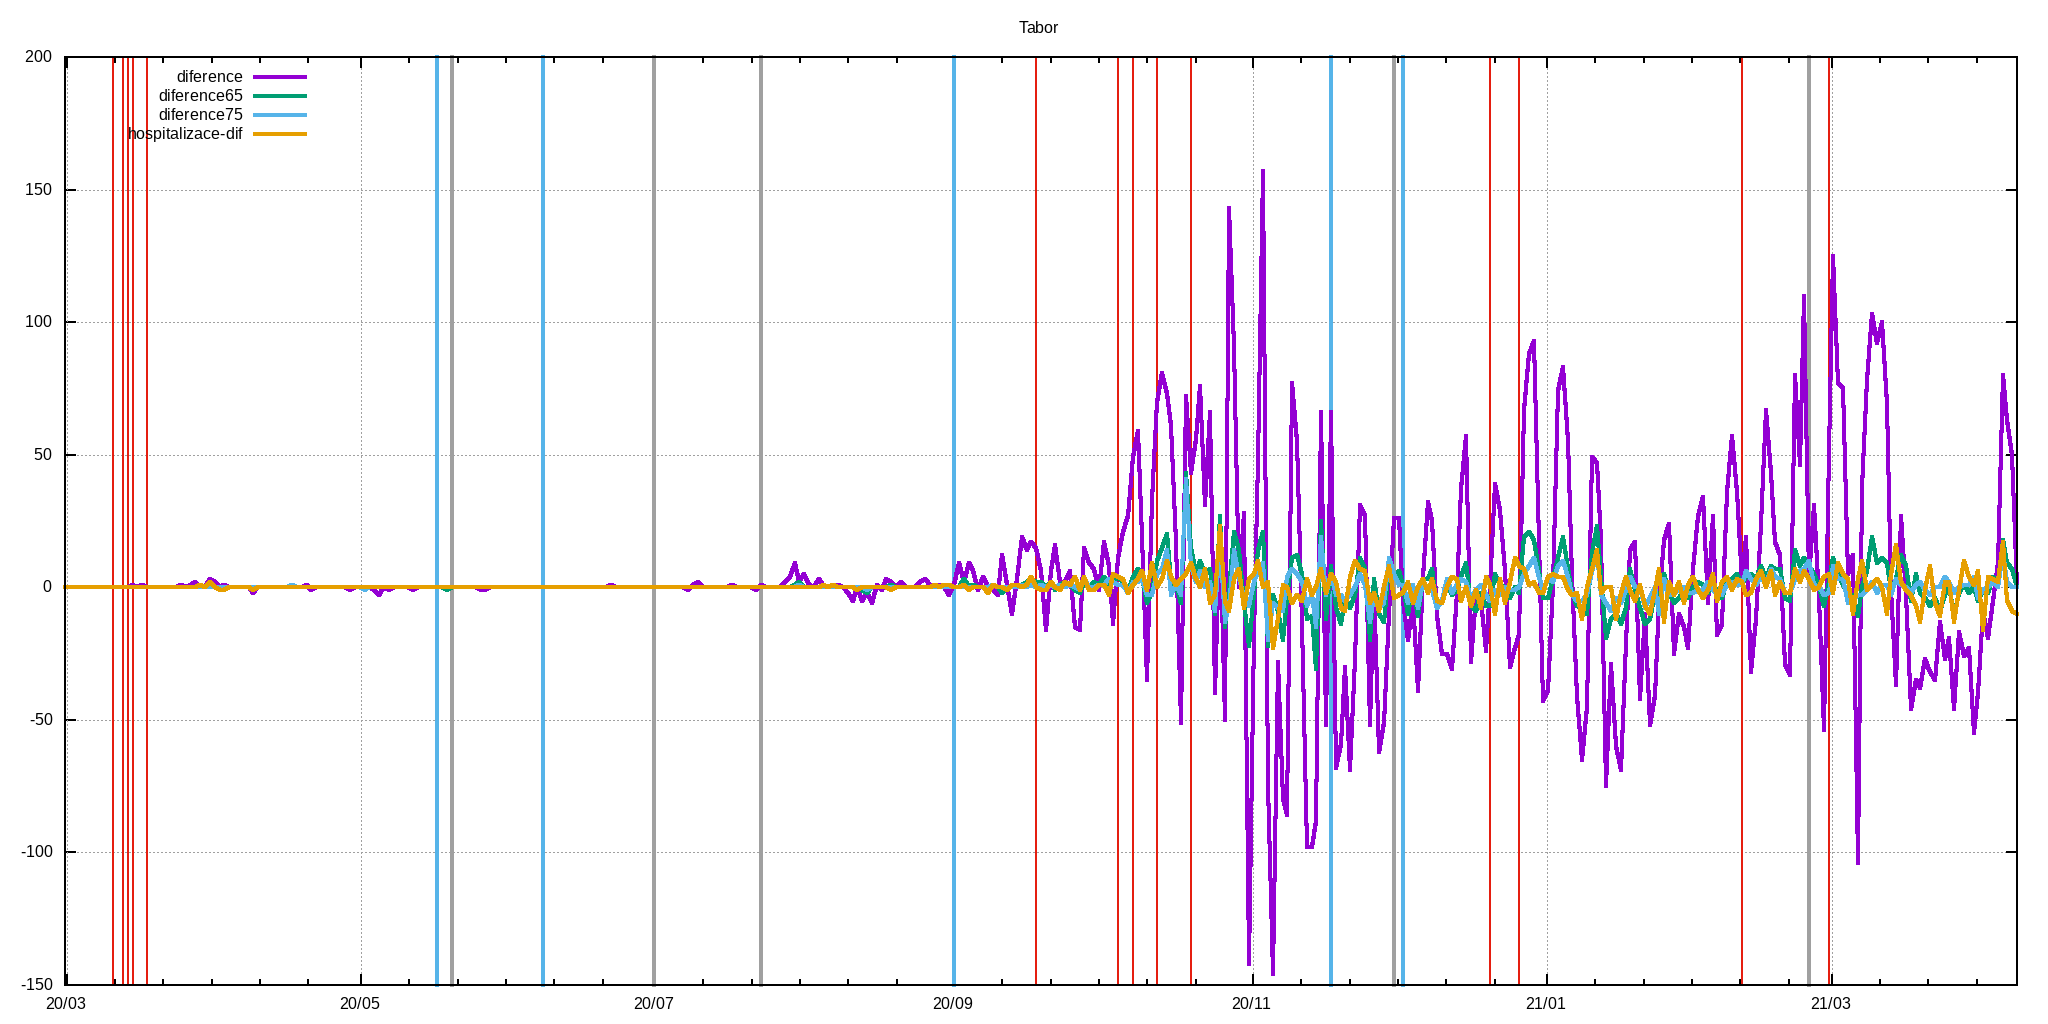 Tabor
200
diference
diference65
diference75
hospitalizace-dif
150
100
50
0
-50
-100
-150
20/03 20/05 20/07 20/09 20/11 21/01 21/03